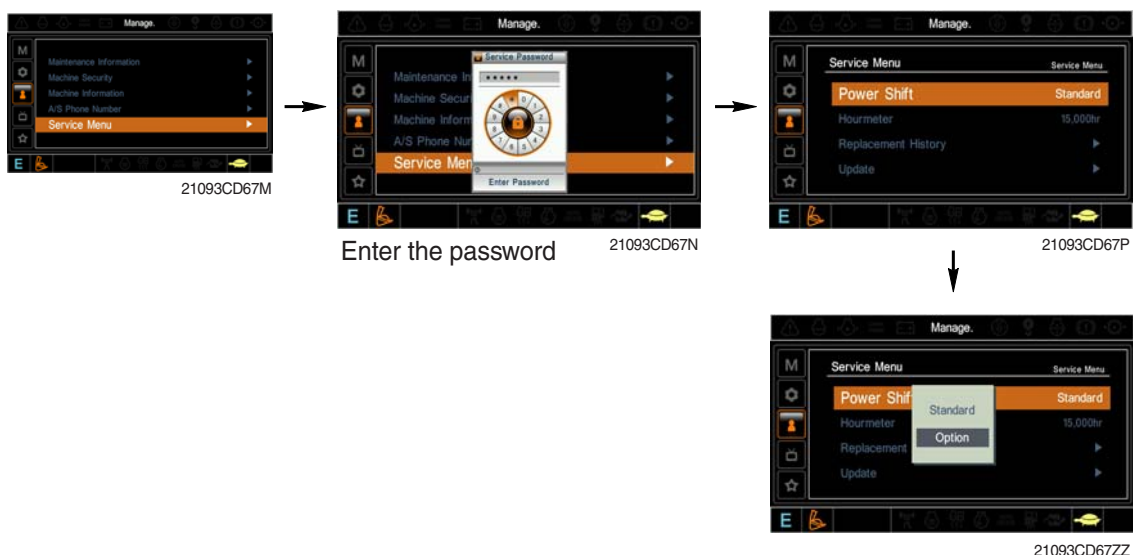 Manage.
M
Maintenance Information
Machine Security
Machine Information
A/S Phone Number
Service Menu
E
21093CD67M
Manage.
Service Password
*****
M
Maintenance In
Machine Securi
Machine Inform
A/S Phone Nur
Service Men
Enter Password
E
Enter the password
21093CD67N
Manage.
M
Service Menu
Service Menu
Power Shift
Standard
Hourmeter
15,000hr
Replacement History
Update
E
21093CD67P
Manage.
M
Service Menu
Service Menu
Power Shif
Standard
Standard
Hourmeter
15,000hr
Option
Replacement
Update
E
21093CD67ZZ